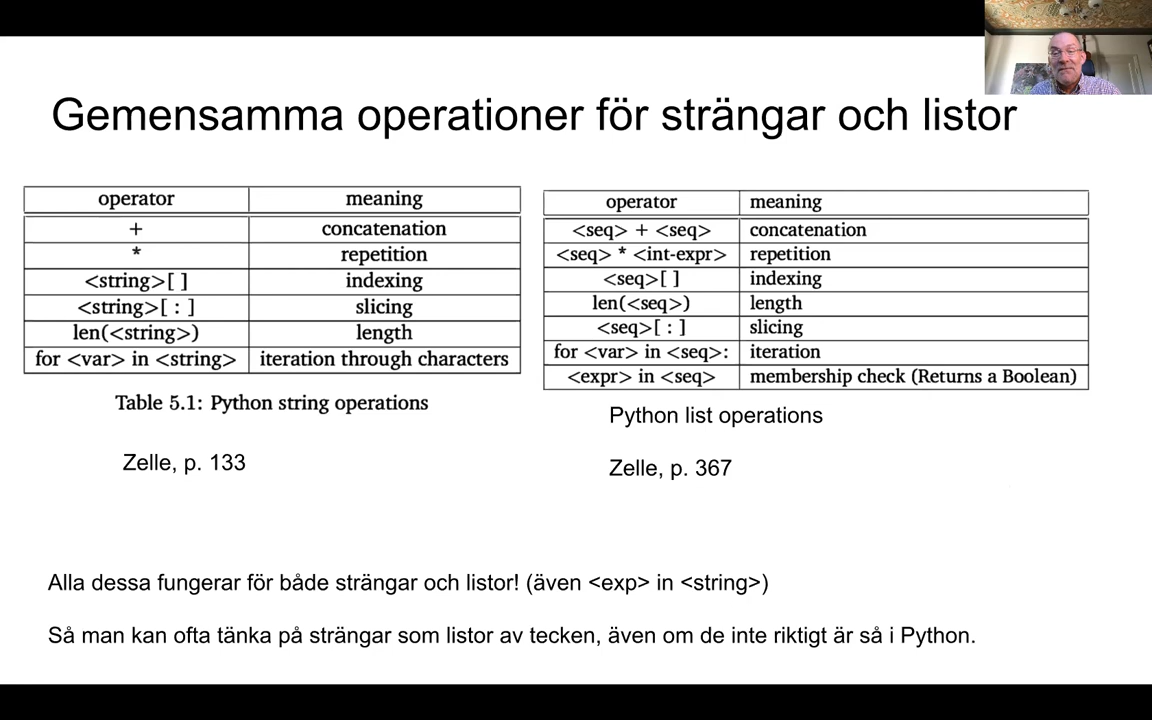 Gemensamma operationer för strängar och listor
operator meaning
+ concatenation
* repetition
<string>[ ] indexing
<string>[ : ] slicing
len(<string>) length
for <var> in <string> iteration through characters
Table 5.1: Python string operations
Zelle, p. 133
operator meaning
<seq> + <seq> concatenation
<seq> * <int-expr> repetition
<seq>[ ] indexing
len(<seq>) length
<seq>[ : ] slicing
for <var> in <seq>: iteration
<expr> in <seq> membership check (Returns a Boolean)
Python list operations
Zelle, p. 367
Alla dessa fungerar för både strängar och listor! (även <exp> in <string>)
Så man kan ofta tänka på strängar som listor av tecken, även om de inte riktigt är så i Python.